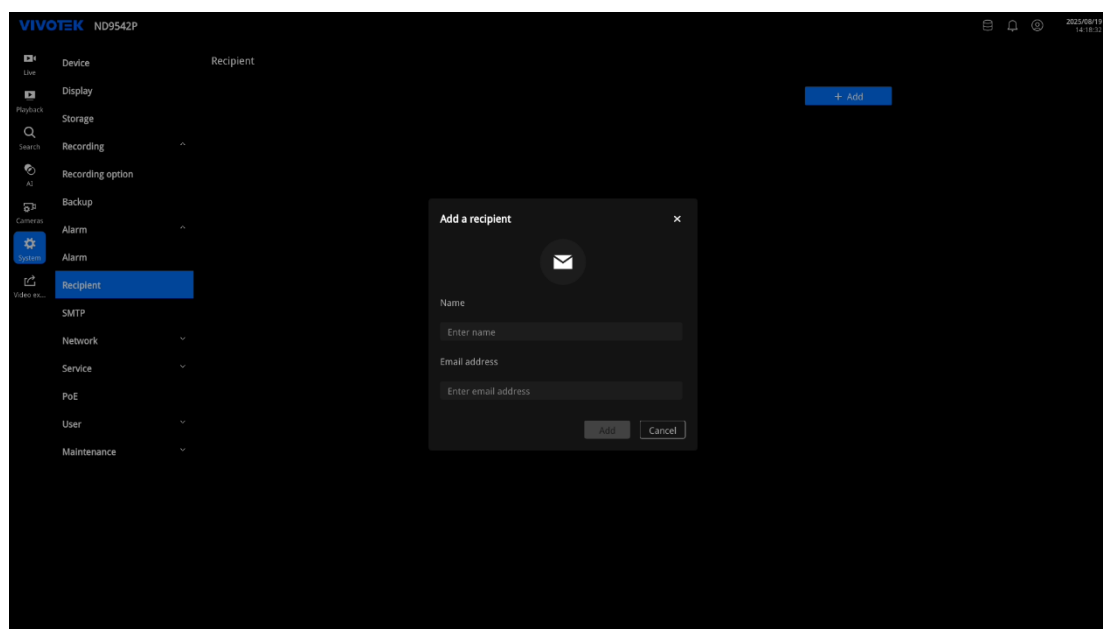 VIVOTEK ND9542P
2025/08/19
14:18:32
Live
Playback
Search
AI
Cameras
System
Video ex...
Device
Display
Storage
Recording
Recording option
Backup
Alarm
Alarm
Recipient
SMTP
Network
Service
PoE
User
Maintenance
Recipient
+ Add
Add a recipient
Name
Enter name
Email address
Enter email address
Add
Cancel